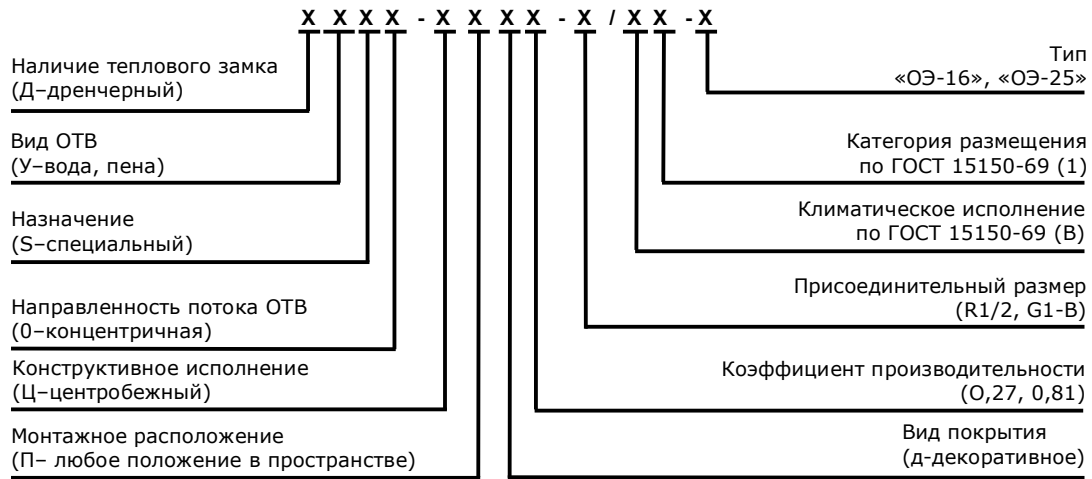 X X X X - X X X X - X / X X - X
Наличие теплового замка
(Д–дренчерный)
Вид ОТВ
(У–вода, пена)
Назначение
(S–специальный)
Направленность потока ОТВ
(0–концентричная)
Конструктивное исполнение
(Ц–центробежный)
Монтажное расположение
(П– любое положение в пространстве)
Тип
«ОЭ-16», «ОЭ-25»
Категория размещения
по ГОСТ 15150-69 (1)
Климатическое исполнение
по ГОСТ 15150-69 (В)
Присоединительный размер
(R1/2, G1-B)
Коэффициент производительности
(О,27, 0,81)
Вид покрытия
(д-декоративное)